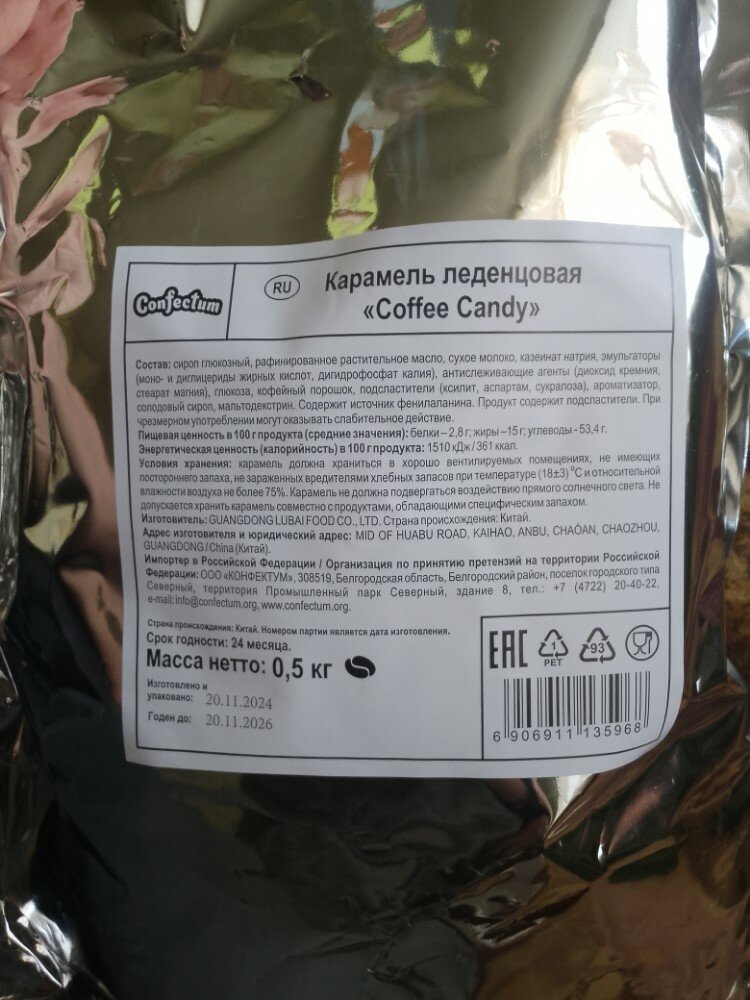 Confectum
RU
Карамель леденцовая
«Coffee Candy»
Состав: сироп глюкозный, рафинированное растительное масло, сухое молоко, казеинат натрия, эмульгаторы
(моно- и диглицериды жирных кислот, дигидрофосфат калия), антислеживающие агенты (диоксид кремния,
стеарат магния), глюкоза, кофейный порошок, подсластители (ксилит, аспартам, сукралоза), ароматизатор,
солодовый сироп, мальтодекстрин. Содержит источник фенилаланина. Продукт содержит подсластители. При
чрезмерном употреблении могут оказывать слабительное действие.
Пищевая ценность в 100 г продукта (средние значения): белки – 2,8 г; жиры –15 г; углеводы - 53,4 г.
Энергетическая ценность (калорийность) в 100 г продукта: 1510 кДж / 361 ккал.
Условия хранения: карамель должна храниться в хорошо вентилируемых помещениях, не имеющих
постороннего запаха, не зараженных вредителями хлебных запасов при температуре (18±3) °С и относительной
влажности воздуха не более 75%. Карамель не должна подвергаться воздействию прямого солнечного света. Не
допускается хранить карамель совместно с продуктами, обладающими специфическим запахом.
Изготовитель: GUANGDONG LUBAI FOOD CO., LTD. Страна происхождения: Китай.
Адрес изготовителя и юридический адрес: MID OF HUABU ROAD, KAIHAO, ANBU, CHAÓAN, CHAOZHOU,
GUANGDONG / China (Китай).
Импортер в Российской Федерации / Организация по принятию претензий на территории Российской
Федерации: ООО «КОНФЕКТУМ», 308519, Белгородская область, Белгородский район, поселок городского типа
Северный, территория Промышленный парк Северный, здание 8, тел.: +7 (4722) 20-40-22,
e-mail: info@confectum.org, www.confectum.org.
Страна происхождения: Китай. Номером партии является дата изготовления.
Срок годности: 24 месяца.
Масса нетто: 0,5 кг
Изготовлено и
упаковано: 20.11.2024
Годен до: 20.11.2026
EAC
1
PET
93
6 906911 135968